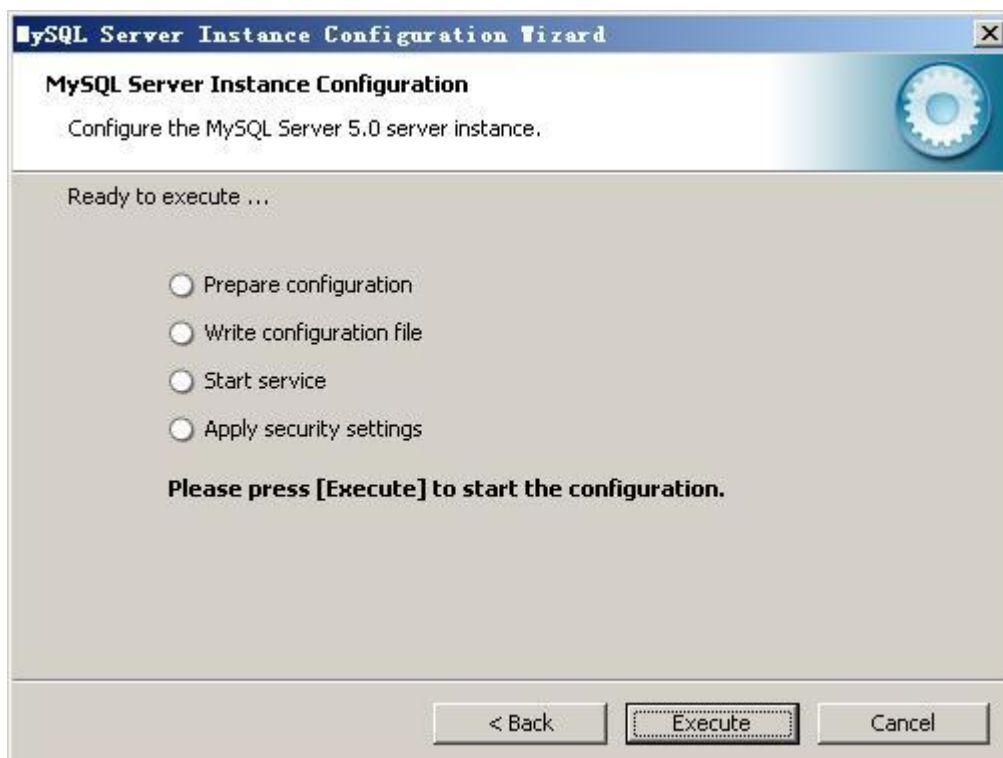 MySQL Server Instance Configuration Wizard
MySQL Server Instance Configuration
Configure the MySQL Server 5.0 server instance.
Ready to execute ...
Prepare configuration
Write configuration file
Start service
Apply security settings
Please press [Execute] to start the configuration.
< Back Execute Cancel